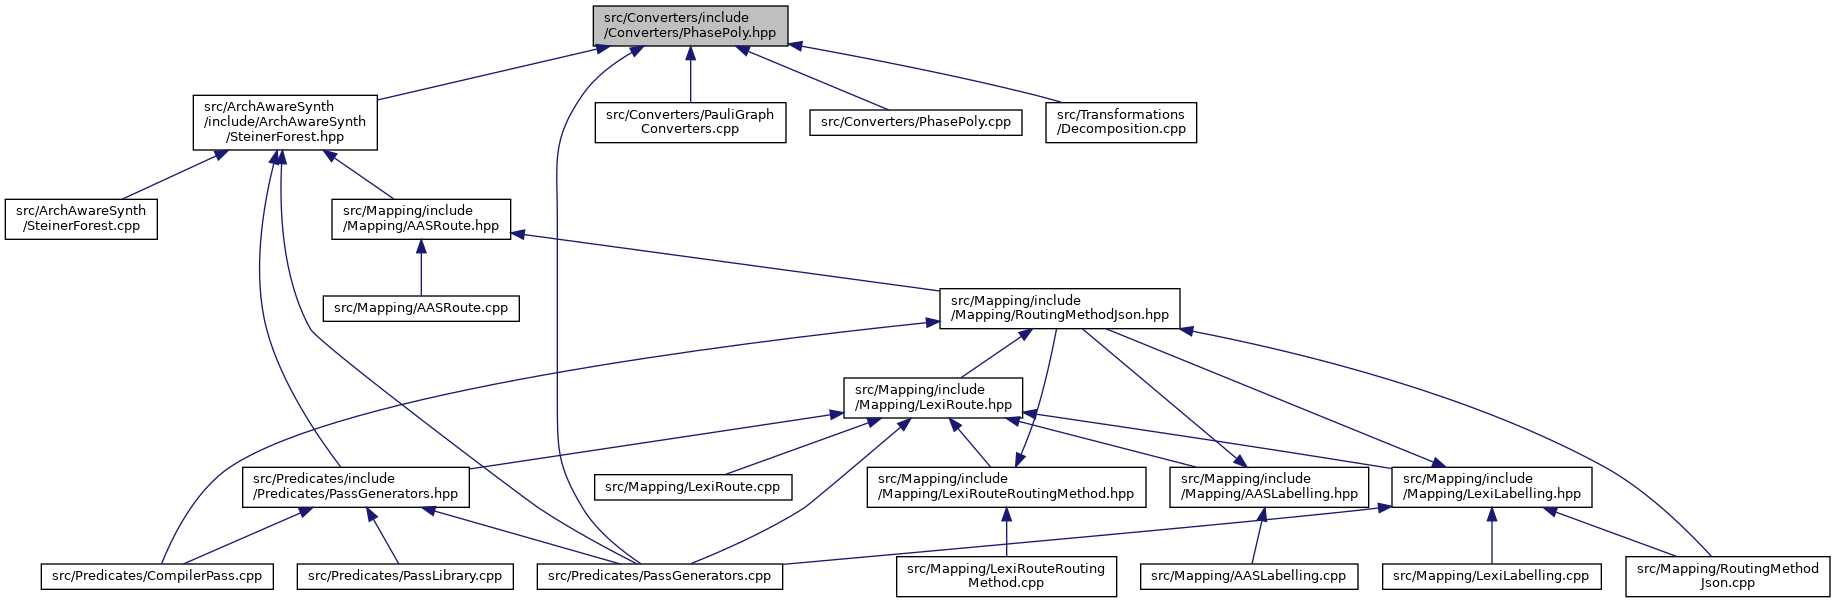 src/Converters/include
/Converters/PhasePoly.hpp
src/ArchAwareSynth
/include/ArchAwareSynth
/SteinerForest.hpp
src/Converters/PauliGraph
Converters.cpp
src/Converters/PhasePoly.cpp
src/Transformations
/Decomposition.cpp
src/ArchAwareSynth
/SteinerForest.cpp
src/Mapping/include
/Mapping/AASRoute.hpp
src/Mapping/AASRoute.cpp
src/Mapping/include
/Mapping/RoutingMethodJson.hpp
src/Mapping/include
/Mapping/LexiRoute.hpp
src/Predicates/include
/Predicates/PassGenerators.hpp
src/Mapping/LexiRoute.cpp
src/Mapping/include
/Mapping/LexiRouteRoutingMethod.hpp
src/Mapping/include
/Mapping/AASLabelling.hpp
src/Mapping/include
/Mapping/LexiLabelling.hpp
src/Predicates/CompilerPass.cpp
src/Predicates/PassLibrary.cpp
src/Predicates/PassGenerators.cpp
src/Mapping/LexiRouteRouting
Method.cpp
src/Mapping/AASLabelling.cpp
src/Mapping/LexiLabelling.cpp
src/Mapping/RoutingMethod
Json.cpp